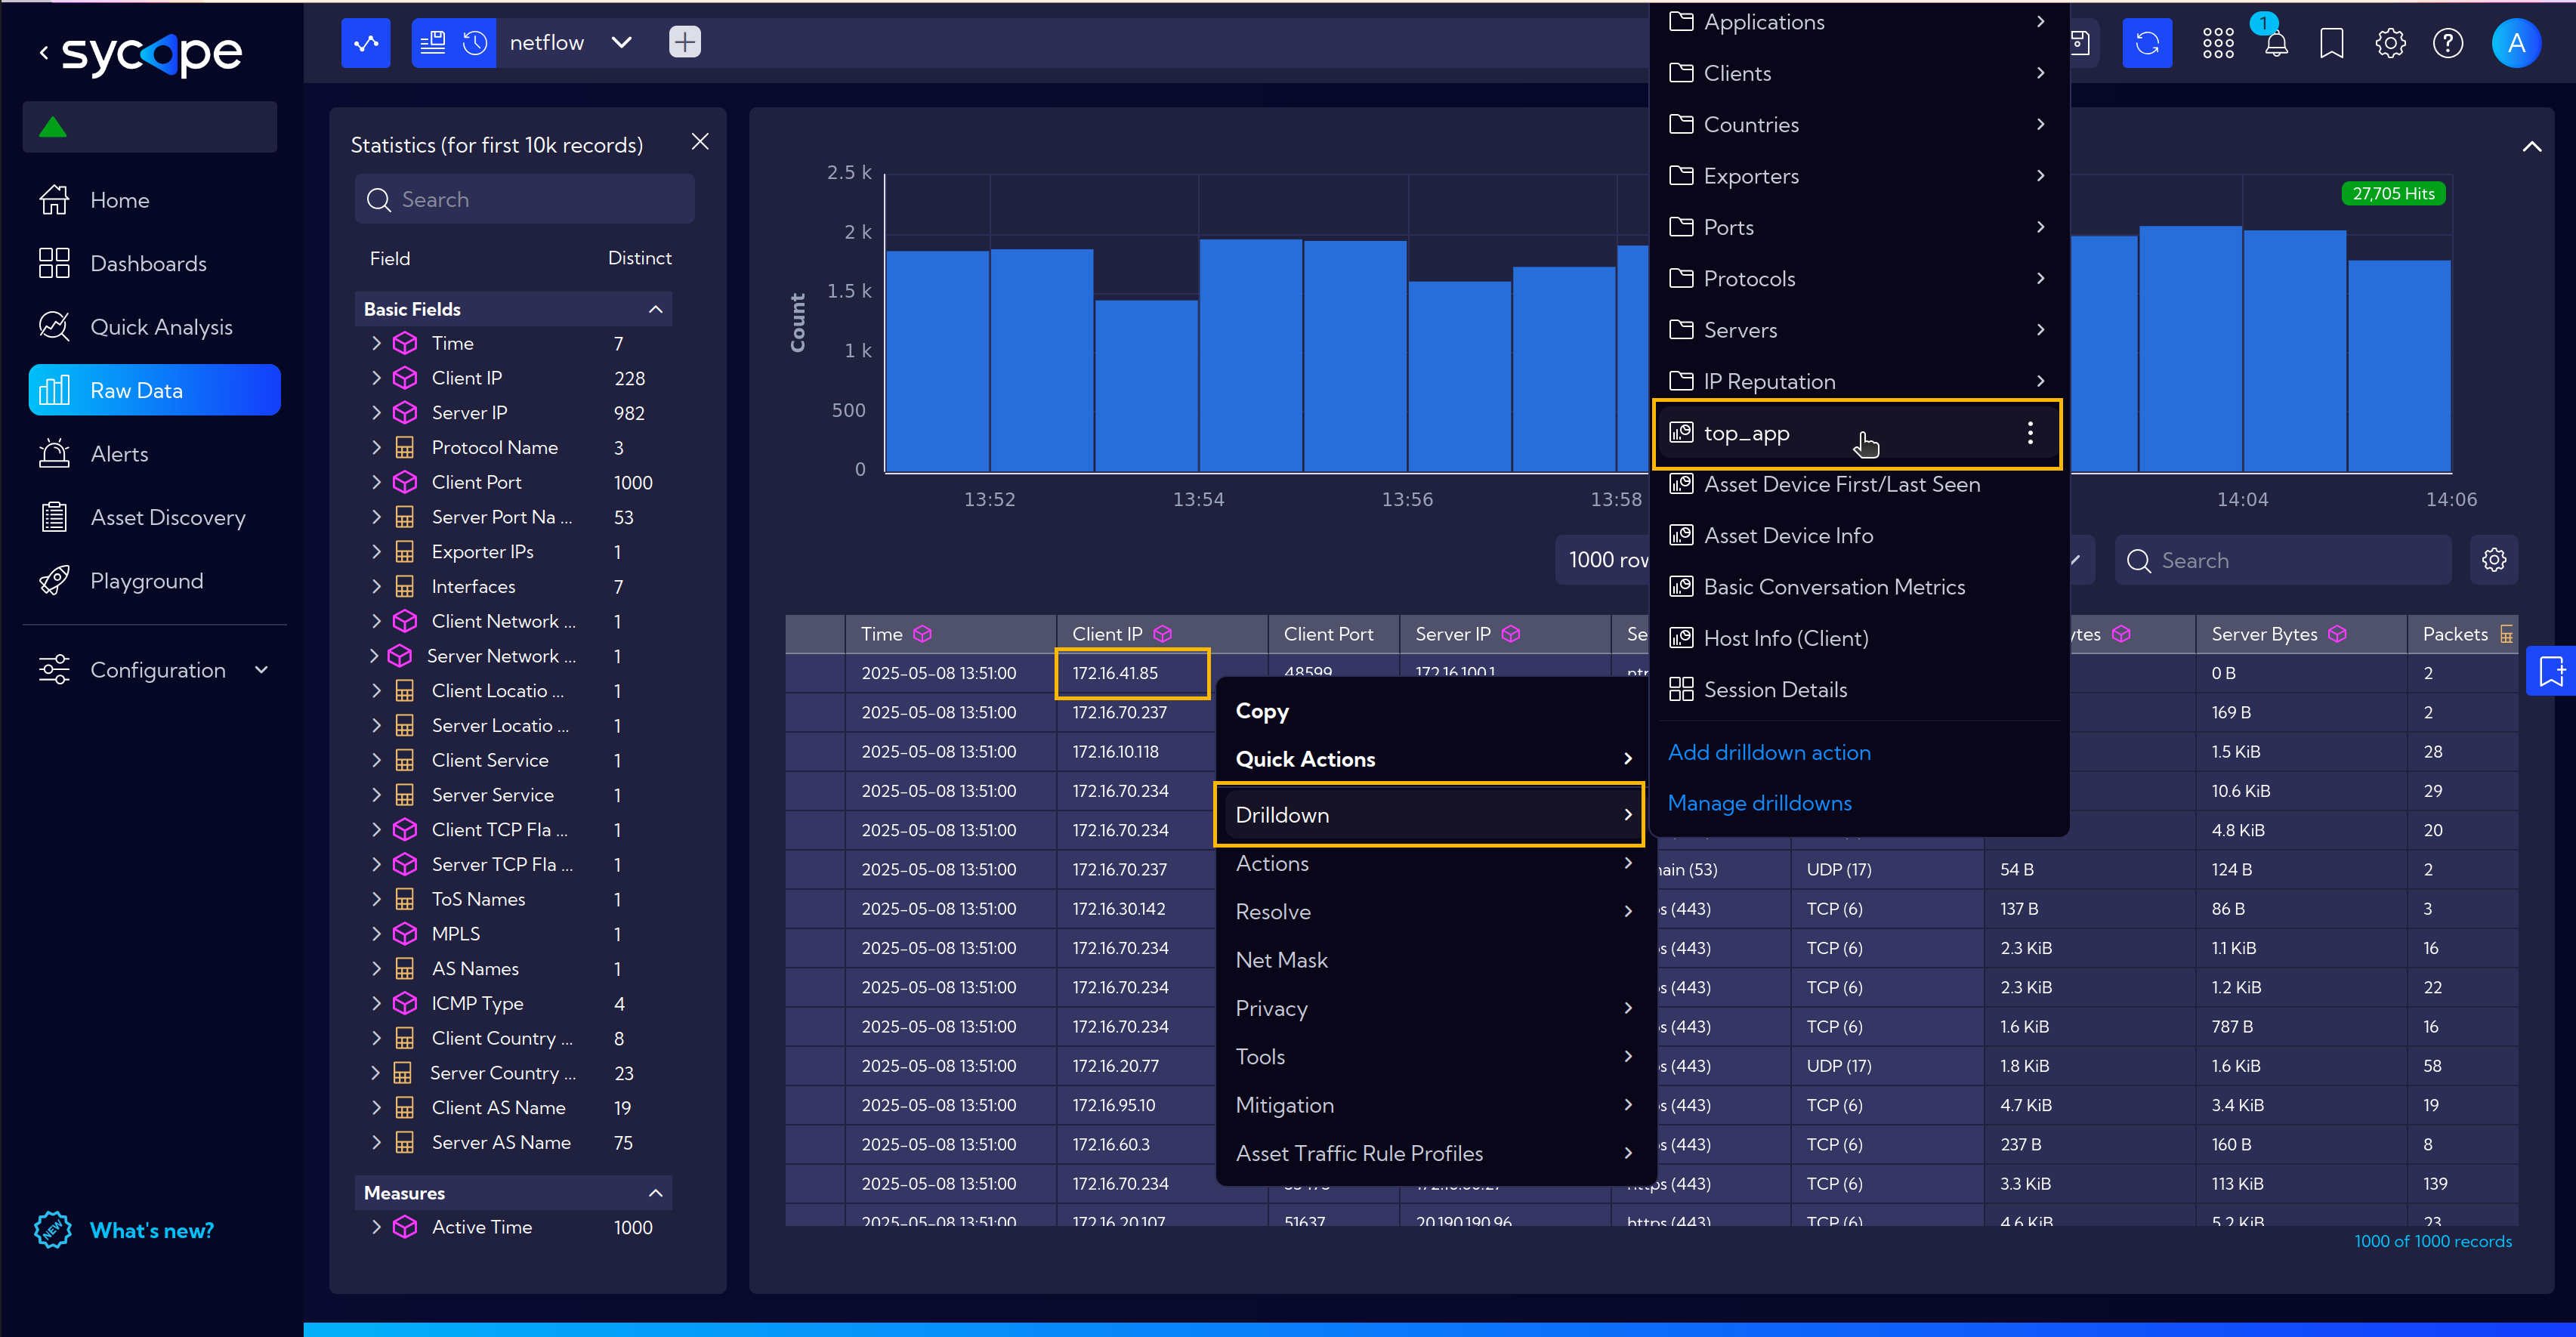 sycope
Home
Dashboards
Quick Analysis
Raw Data
Alerts
Asset Discovery
Playground
Configuration
NEW
What's new?
netflow
1
A
Statistics (for first 10k records)
Search
Field Distinct
Basic Fields
Time 7
Client IP 228
Server IP 982
Protocol Name 3
Client Port 1000
Server Port Na ... 53
Exporter IPs 1
Interfaces 7
Client Network ... 1
Server Network ... 1
Client Locatio ... 1
Server Locatio ... 1
Client Service 1
Server Service 1
Client TCP Fla ... 1
Server TCP Fla ... 1
ToS Names 1
MPLS 1
AS Names 1
ICMP Type 4
Client Country ... 8
Server Country ... 23
Client AS Name 19
Server AS Name 75
Measures
Active Time 1000
Count
2.5 k
2 k
1.5 k
1 k
500
0
13:52 13:54 13:56 13:58 14:04 14:06
27,705 Hits
1000 row
Search
Time Client IP Client Port Server IP Se ytes Server Bytes Packets
2025-05-08 13:51:00 172.16.41.85 48599 172.16.100.1 0 B 2
2025-05-08 13:51:00 172.16.70.237 169 B 2
2025-05-08 13:51:00 172.16.10.118 1.5 KiB 28
2025-05-08 13:51:00 172.16.70.234 10.6 KiB 29
2025-05-08 13:51:00 172.16.70.234 4.8 KiB 20
2025-05-08 13:51:00 172.16.70.237 ain (53) UDP (17) 54 B 124 B 2
2025-05-08 13:51:00 172.16.30.142 s (443) TCP (6) 137 B 86 B 3
2025-05-08 13:51:00 172.16.70.234 s (443) TCP (6) 2.3 KiB 1.1 KiB 16
2025-05-08 13:51:00 172.16.70.234 s (443) TCP (6) 2.3 KiB 1.2 KiB 22
2025-05-08 13:51:00 172.16.70.234 s (443) TCP (6) 1.6 KiB 787 B 16
2025-05-08 13:51:00 172.16.20.77 s (443) UDP (17) 1.8 KiB 1.6 KiB 58
2025-05-08 13:51:00 172.16.95.10 s (443) TCP (6) 4.7 KiB 3.4 KiB 19
2025-05-08 13:51:00 172.16.60.3 s (443) TCP (6) 237 B 160 B 8
2025-05-08 13:51:00 172.16.70.234 https (443) TCP (6) 3.3 KiB 113 KiB 139
2025-05-08 13:51:00 172.16.20.107 51637 20.190.190.96 https (443) TCP (6) 4.6 KiB 5.2 KiB 23
1000 of 1000 records
Copy
Quick Actions
Drilldown
Actions
Resolve
Net Mask
Privacy
Tools
Mitigation
Asset Traffic Rule Profiles
Applications
Clients
Countries
Exporters
Ports
Protocols
Servers
IP Reputation
top_app
Asset Device First/Last Seen
Asset Device Info
Basic Conversation Metrics
Host Info (Client)
Session Details
Add drilldown action
Manage drilldowns